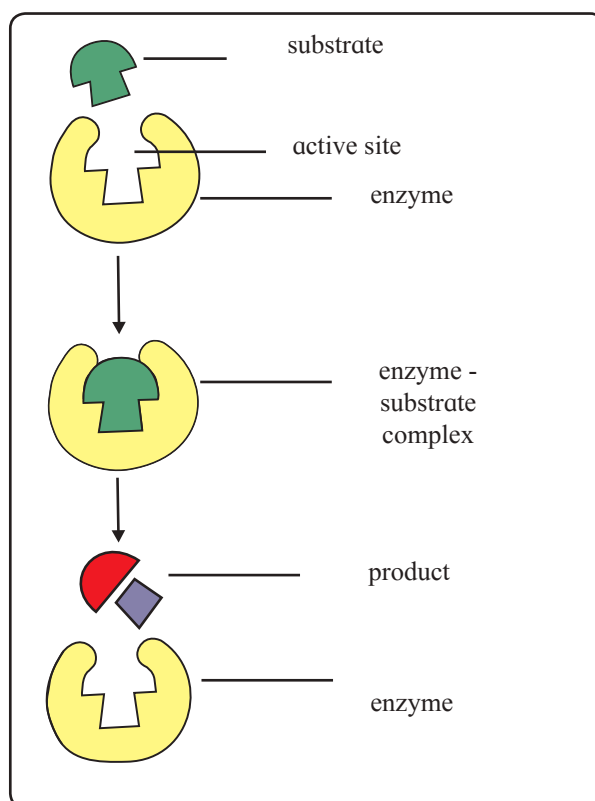 substrate
active site
enzyme
enzyme -
substrate
complex
product
enzyme